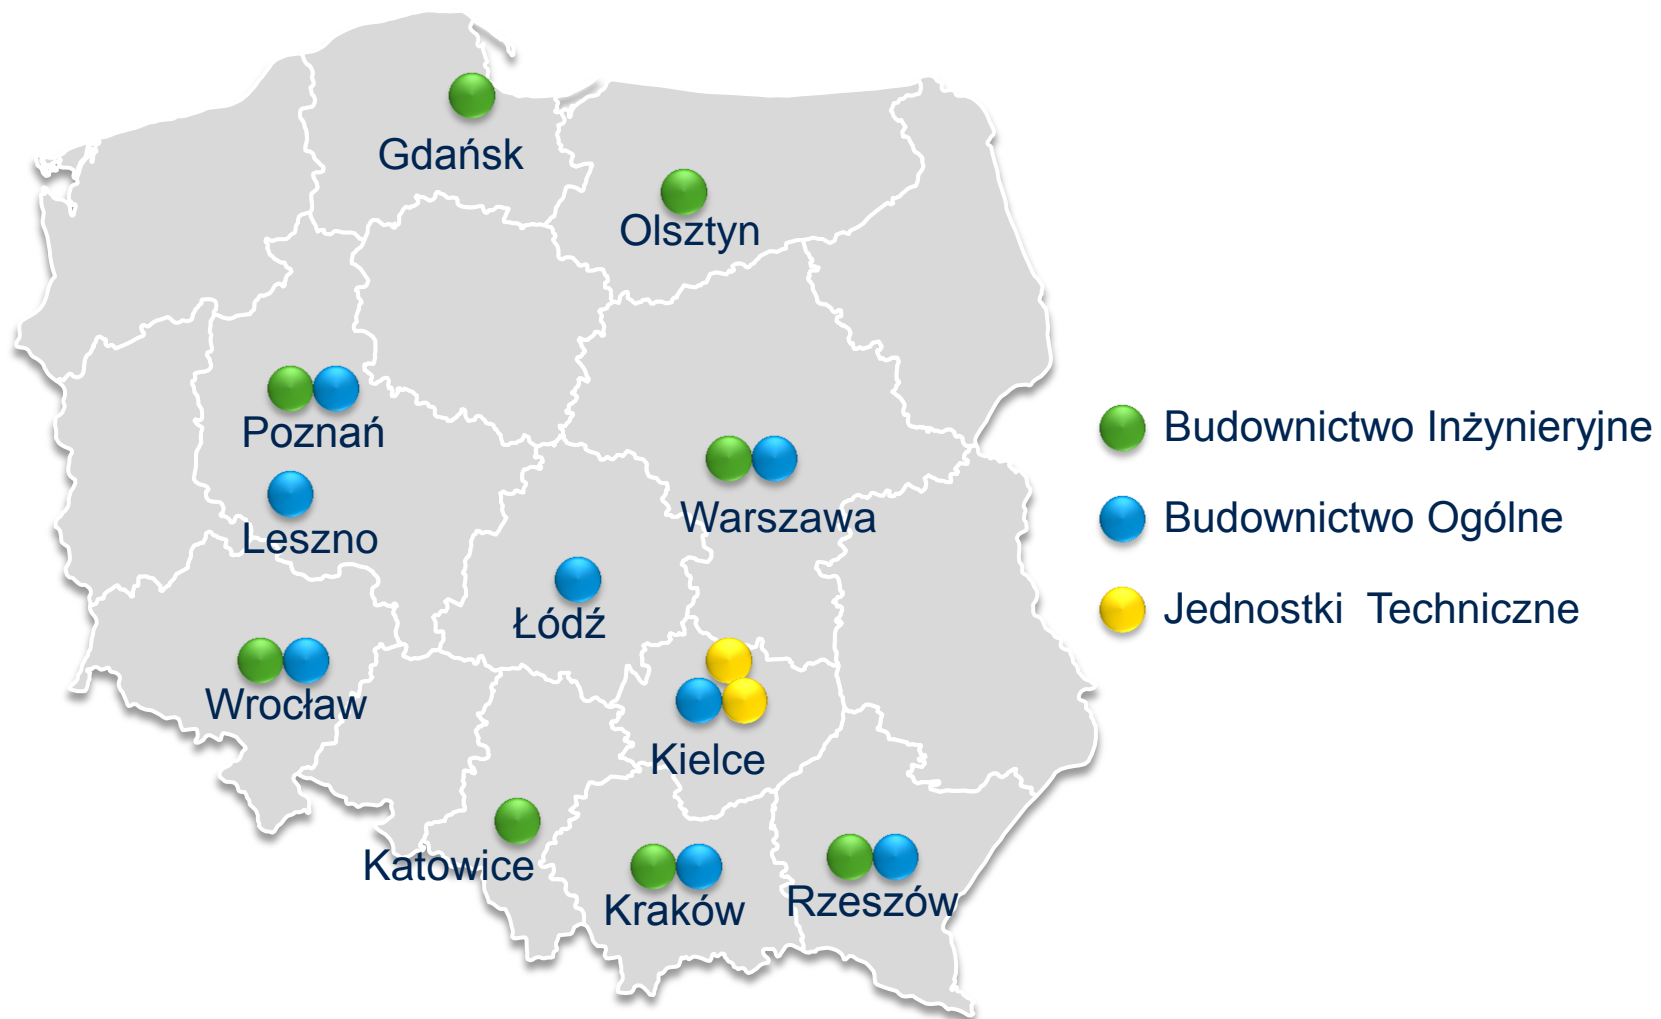 Gdańsk
Olsztyn
Poznań
Leszno
Warszawa
Łódź
Wrocław
Kielce
Katowice
Kraków
Rzeszów
Budownictwo Inżynieryjne
Budownictwo Ogólne
Jednostki  Techniczne